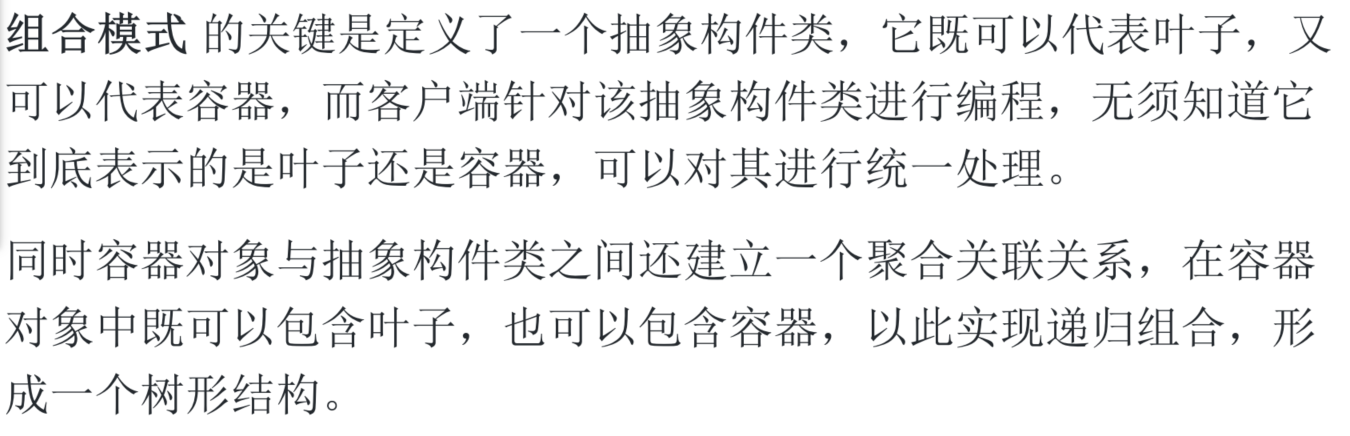 组合模式 的关键是定义了一个抽象构件类，它既可以代表叶子，又
可以代表容器，而客户端针对该抽象构件类进行编程，无须知道它
到底表示的是叶子还是容器，可以对其进行统一处理。
同时容器对象与抽象构件类之间还建立一个聚合关联关系，在容器
对象中既可以包含叶子，也可以包含容器，以此实现递归组合，形
成一个树形结构。